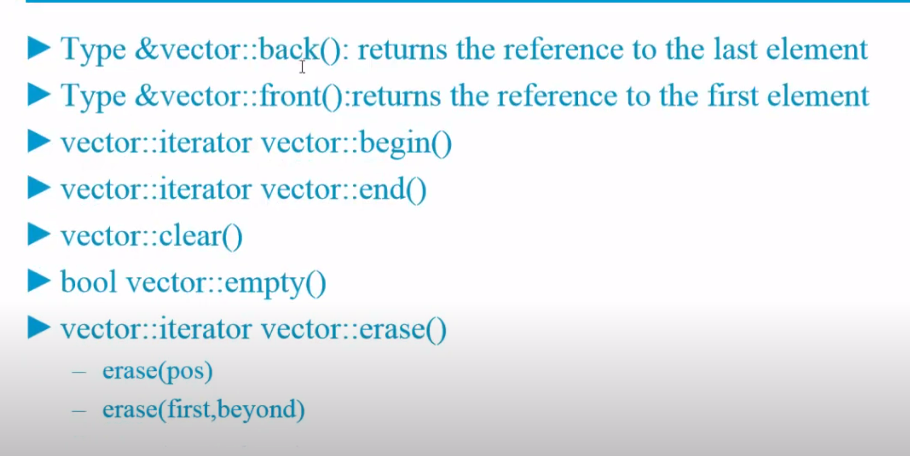 Type &vector::back(): returns the reference to the last element
Type &vector::front():returns the reference to the first element
vector::iterator vector::begin()
vector::iterator vector::end()
vector::clear()
bool vector::empty()
vector::iterator vector::erase()
– erase(pos)
– erase(first,beyond)